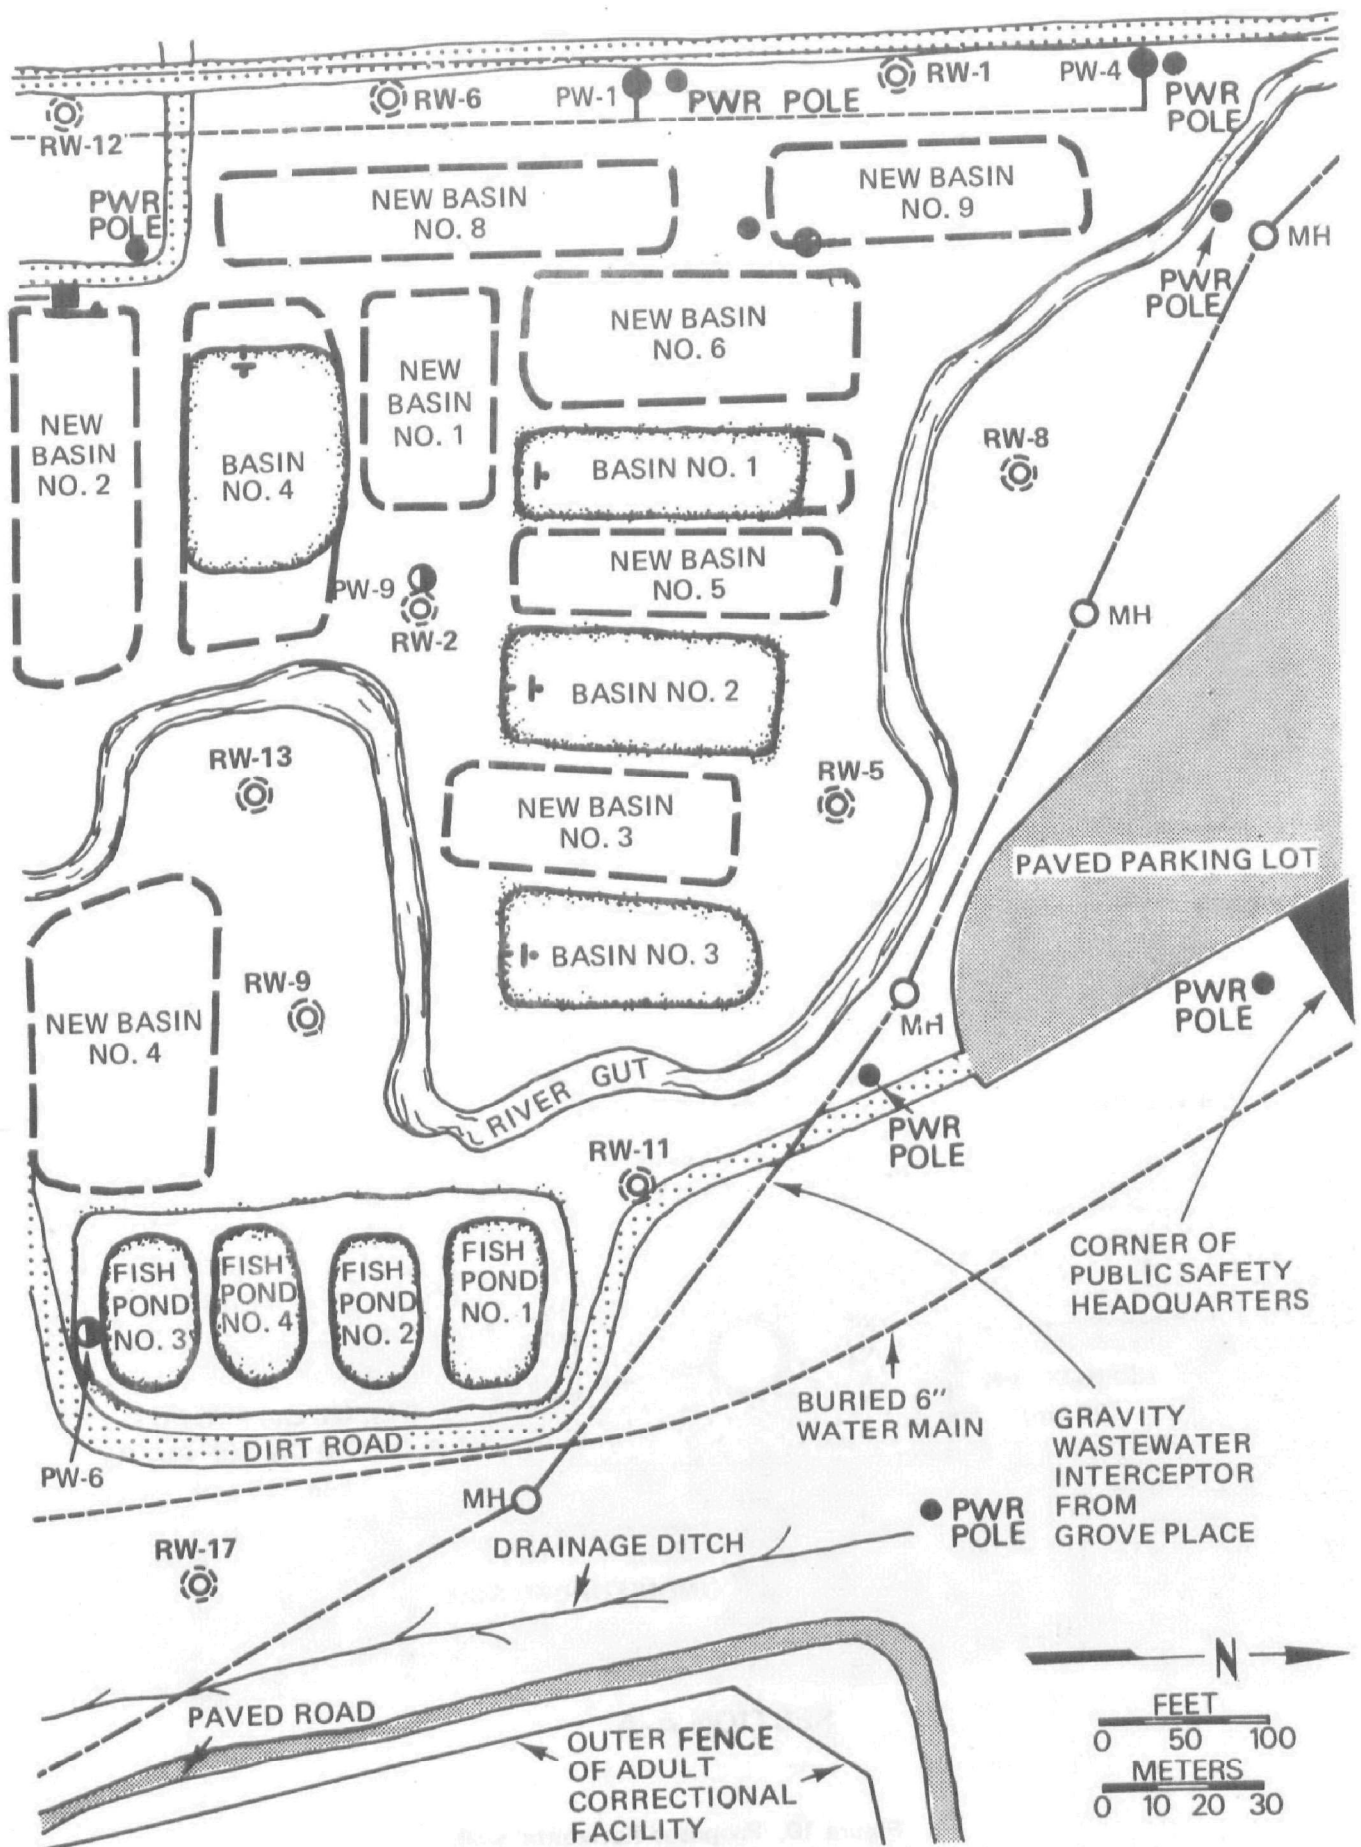 RW-12
RW-6
PW-1
PWR POLE
RW-1
PW-4
PWR
POLE
PWR
POLE
NEW BASIN
NO. 8
NEW BASIN
NO. 9
MH
PWR
POLE
NEW BASIN
NO. 6
NEW
BASIN
NO. 1
NEW
BASIN
NO. 2
BASIN
NO. 4
BASIN NO. 1
RW-8
NEW BASIN
NO. 5
PW-9
RW-2
MH
BASIN NO. 2
RW-13
RW-5
NEW BASIN
NO. 3
PAVED PARKING LOT
BASIN NO. 3
RW-9
NEW BASIN
NO. 4
MH
PWR
POLE
RIVER GUT
PWR
POLE
RW-11
CORNER OF
PUBLIC SAFETY
HEADQUARTERS
FISH
POND
NO. 3
FISH
POND
NO. 4
FISH
POND
NO. 2
FISH
POND
NO. 1
BURIED 6"
WATER MAIN
GRAVITY
WASTEWATER
INTERCEPTOR
FROM
GROVE PLACE
DIRT ROAD
PW-6
MH
PWR
POLE
DRAINAGE DITCH
RW-17
PAVED ROAD
OUTER FENCE
OF ADULT
CORRECTIONAL
FACILITY
N
FEET
0 50 100
METERS
0 10 20 30